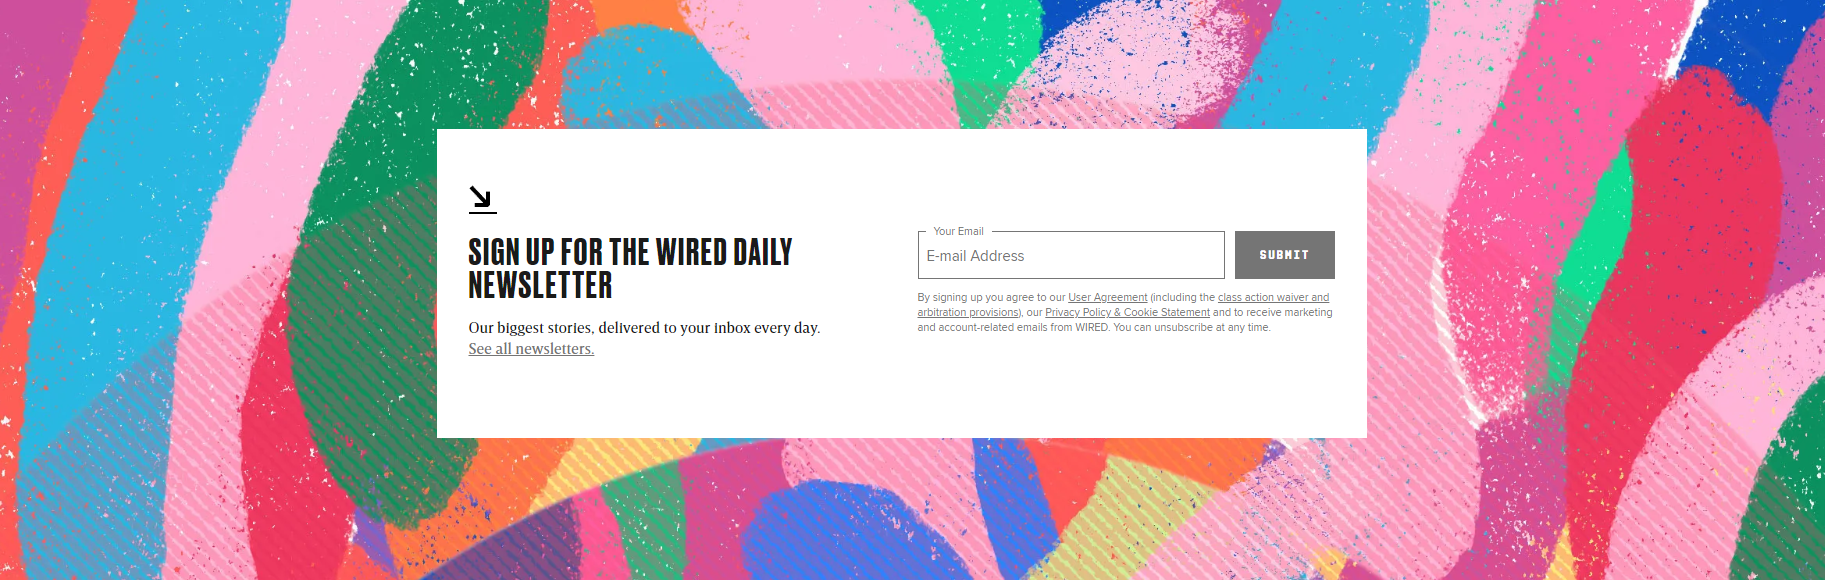 SIGN UP FOR THE WIRED DAILY
NEWSLETTER
Our biggest stories, delivered to your inbox every day.
See all newsletters.
Your Email
E-mail Address
SUBMIT
By signing up you agree to our User Agreement (including the class action waiver and
arbitration provisions), our Privacy Policy & Cookie Statement and to receive marketing
and account-related emails from WIRED. You can unsubscribe at any time.